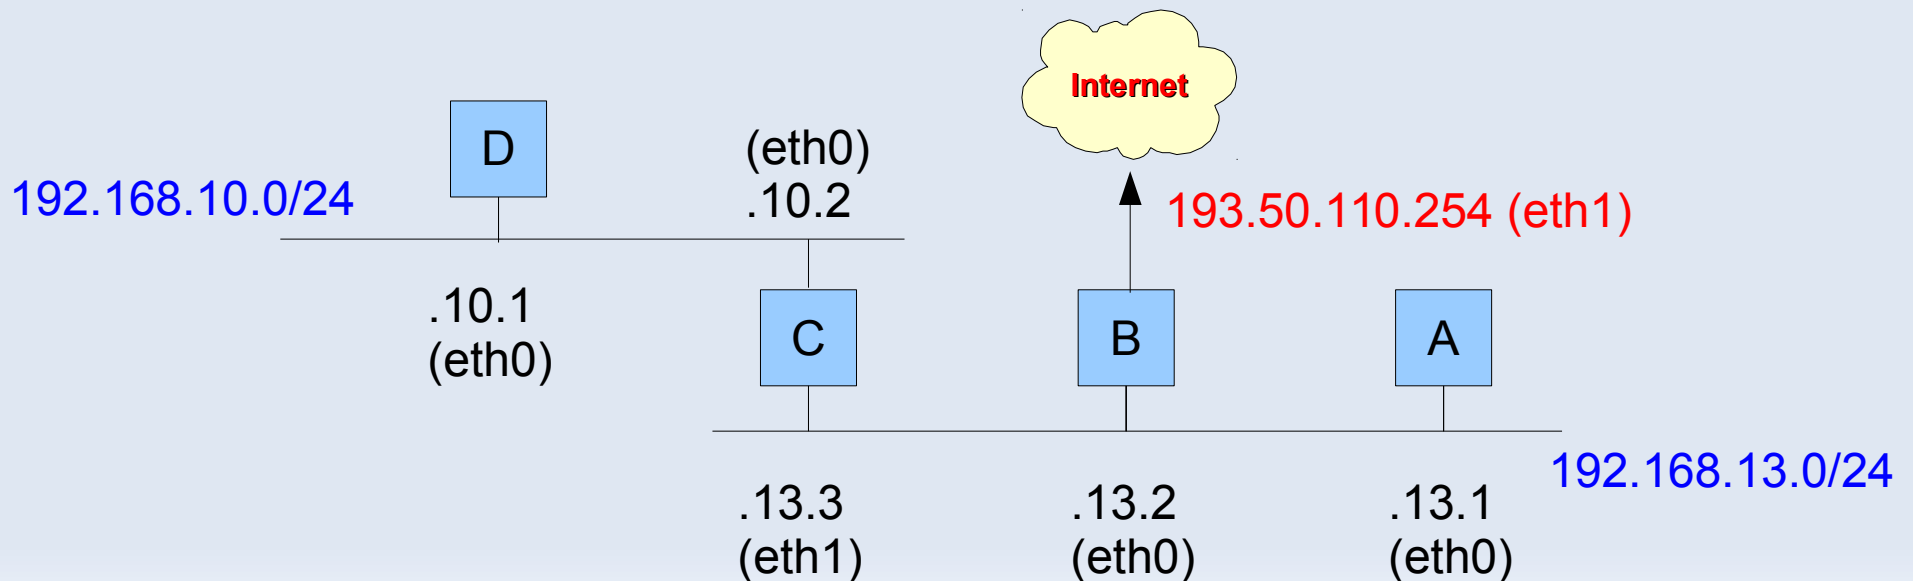 Internet
D
(eth0)
.10.2
192.168.10.0/24
193.50.110.254 (eth1)
.10.1
(eth0)
C
B
A
192.168.13.0/24
.13.3
(eth1)
.13.2
(eth0)
.13.1
(eth0)